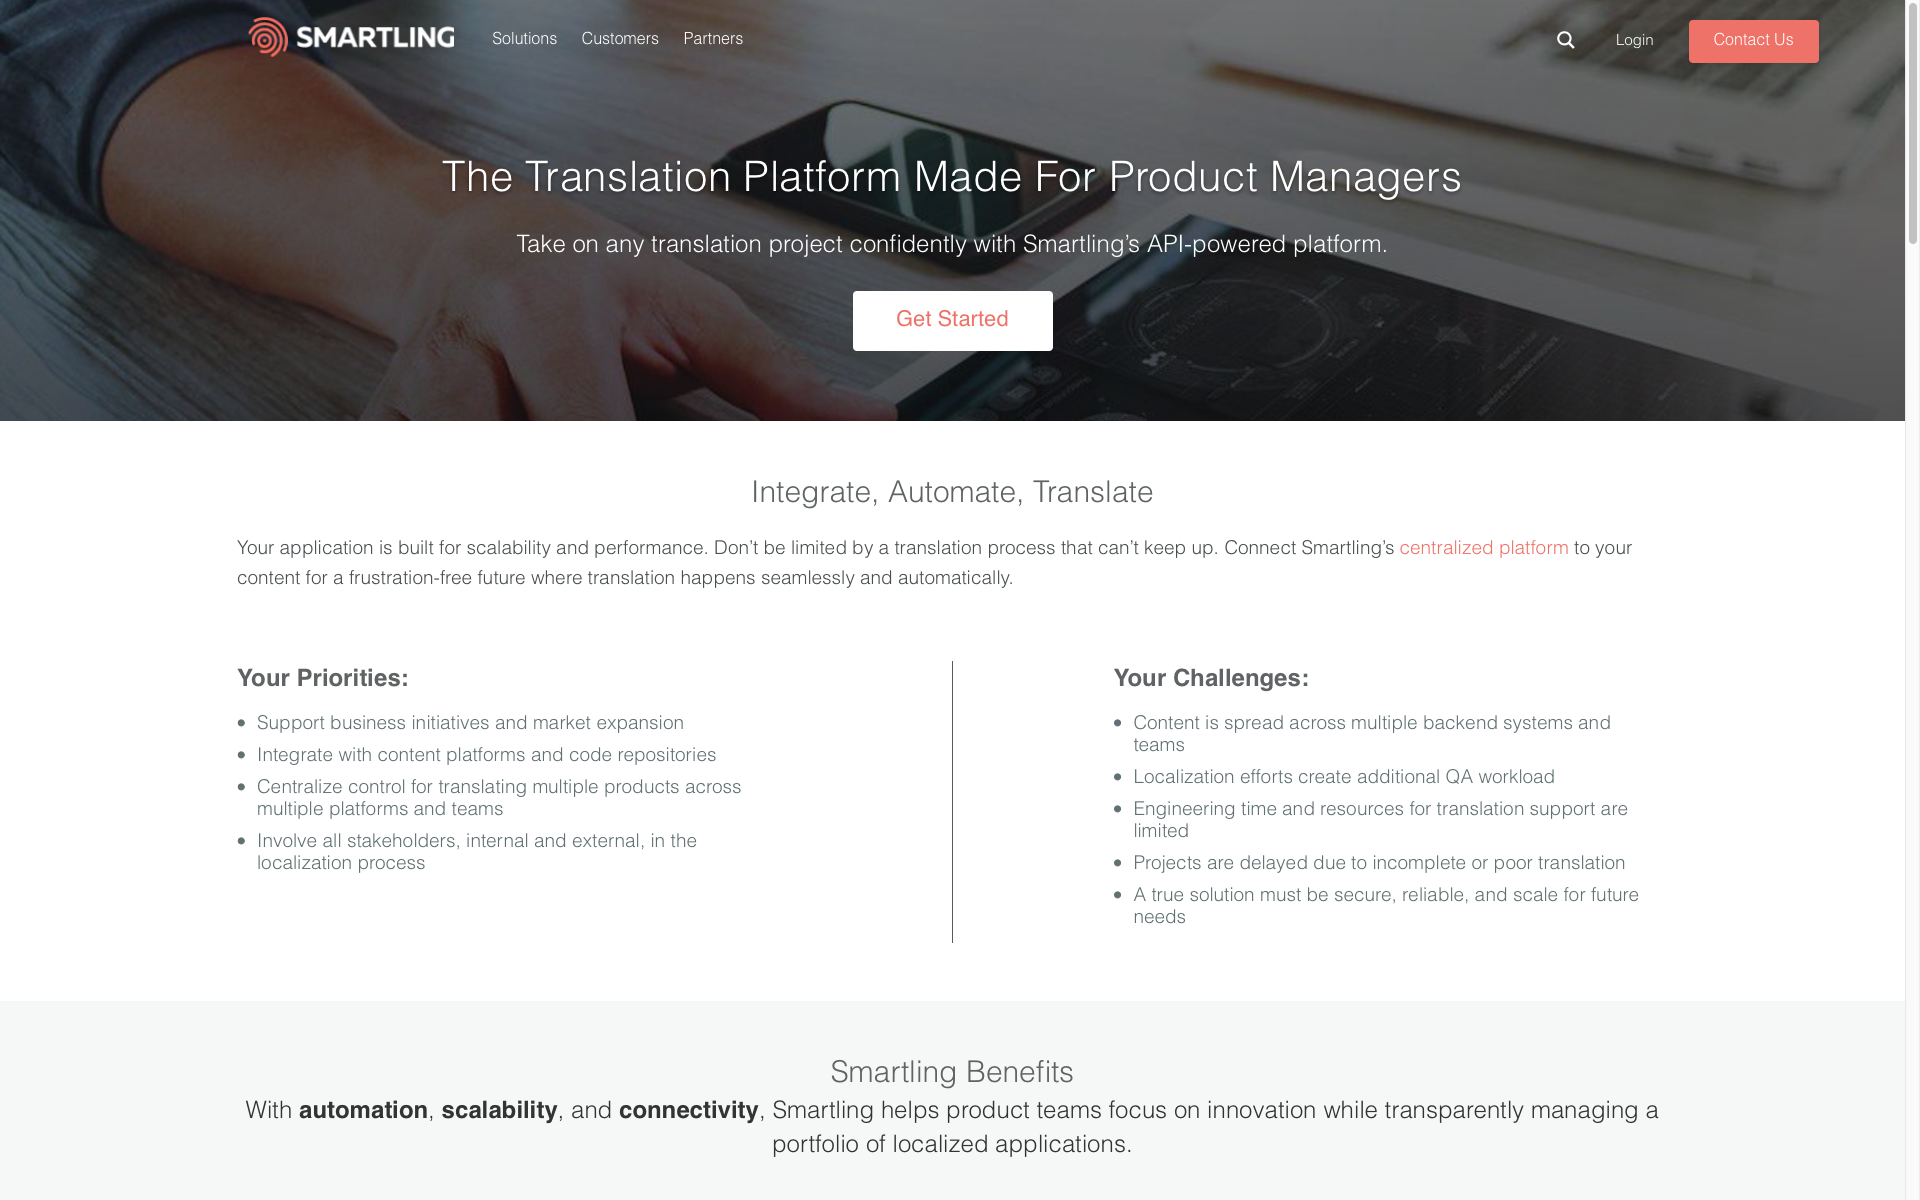 SMARTLING
Solutions
Customers
Partners
Login
Contact Us
The Translation Platform Made For Product Managers
Take on any translation project confidently with Smartling’s API-powered platform.
Get Started
Integrate, Automate, Translate
Your application is built for scalability and performance. Don’t be limited by a translation process that can’t keep up. Connect Smartling’s centralized platform to your
content for a frustration-free future where translation happens seamlessly and automatically.
Your Priorities:
Support business initiatives and market expansion
Integrate with content platforms and code repositories
Centralize control for translating multiple products across
multiple platforms and teams
Involve all stakeholders, internal and external, in the
localization process
Your Challenges:
Content is spread across multiple backend systems and
teams
Localization efforts create additional QA workload
Engineering time and resources for translation support are
limited
Projects are delayed due to incomplete or poor translation
A true solution must be secure, reliable, and scale for future
needs
Smartling Benefits
With automation, scalability, and connectivity, Smartling helps product teams focus on innovation while transparently managing a
portfolio of localized applications.